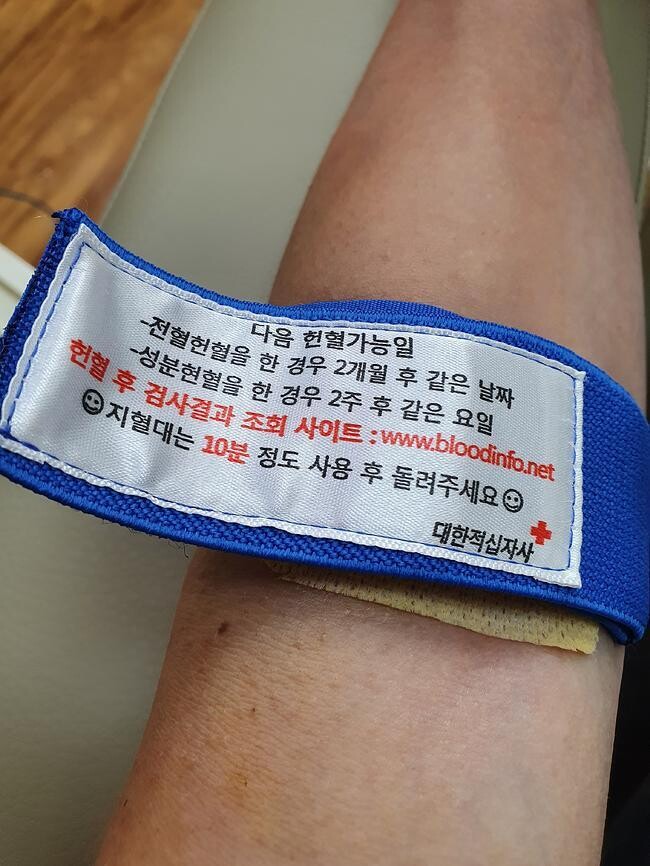 다음 헌혈가능일
-전혈헌혈을 한 경우 2개월 후 같은 날짜
-성분헌혈을 한 경우 2주 후 같은 요일
헌혈 후 검사결과 조회 사이트 : www.bloodinfo.net
☺지혈대는 10분 정도 사용 후 돌려주세요☺
대한적십자사